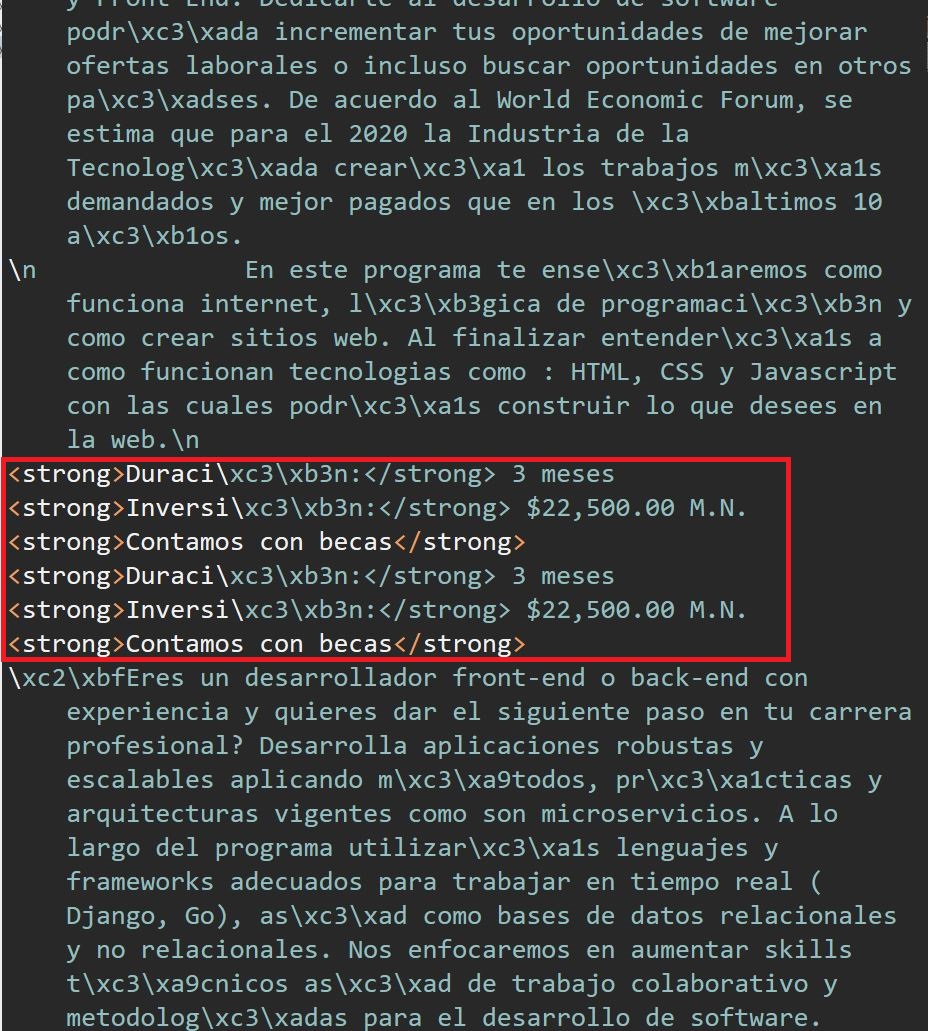 y Front End. Dedicarte al desarrollo de software
podr\xc3\xada incrementar tus oportunidades de mejorar
ofertas laborales o incluso buscar oportunidades en otros
pa\xc3\xadses. De acuerdo al World Economic Forum, se
estima que para el 2020 la Industria de la
Tecnolog\xc3\xada crear\xc3\xa1 los trabajos m\xc3\xa1s
demandados y mejor pagados que en los \xc3\xbaltimos 10
a\xc3\xb1os.
\n              En este programa te ense\xc3\xb1aremos como
funciona internet, l\xc3\xb3gica de programaci\xc3\xb3n y
como crear sitios web. Al finalizar entender\xc3\xa1s a
como funcionan tecnologias como : HTML, CSS y Javascript
con las cuales podr\xc3\xa1s construir lo que desees en
la web.\n
<strong>Duraci\xc3\xb3n:</strong> 3 meses
<strong>Inversi\xc3\xb3n:</strong> $22,500.00 M.N.
<strong>Contamos con becas</strong>
<strong>Duraci\xc3\xb3n:</strong> 3 meses
<strong>Inversi\xc3\xb3n:</strong> $22,500.00 M.N.
<strong>Contamos con becas</strong>
\xc2\xbfEres un desarrollador front-end o back-end con
experiencia y quieres dar el siguiente paso en tu carrera
profesional? Desarrolla aplicaciones robustas y
escalables aplicando m\xc3\xa9todos, pr\xc3\xa1cticas y
arquitecturas vigentes como son microservicios. A lo
largo del programa utilizar\xc3\xa1s lenguajes y
frameworks adecuados para trabajar en tiempo real (
Django, Go), as\xc3\xad como bases de datos relacionales
y no relacionales. Nos enfocaremos en aumentar skills
t\xc3\xa9cnicos as\xc3\xad de trabajo colaborativo y
metodolog\xc3\xadas para el desarrollo de software.